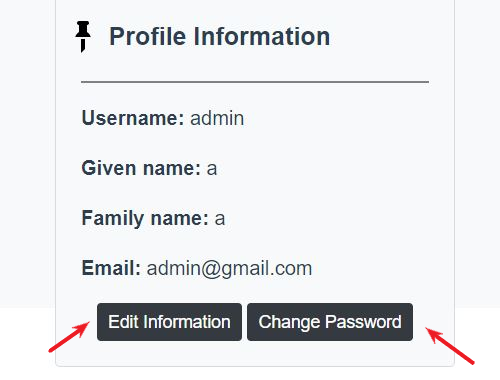 Profile Information
Username: admin
Given name: a
Family name: a
Email: admin@gmail.com
Edit Information Change Password